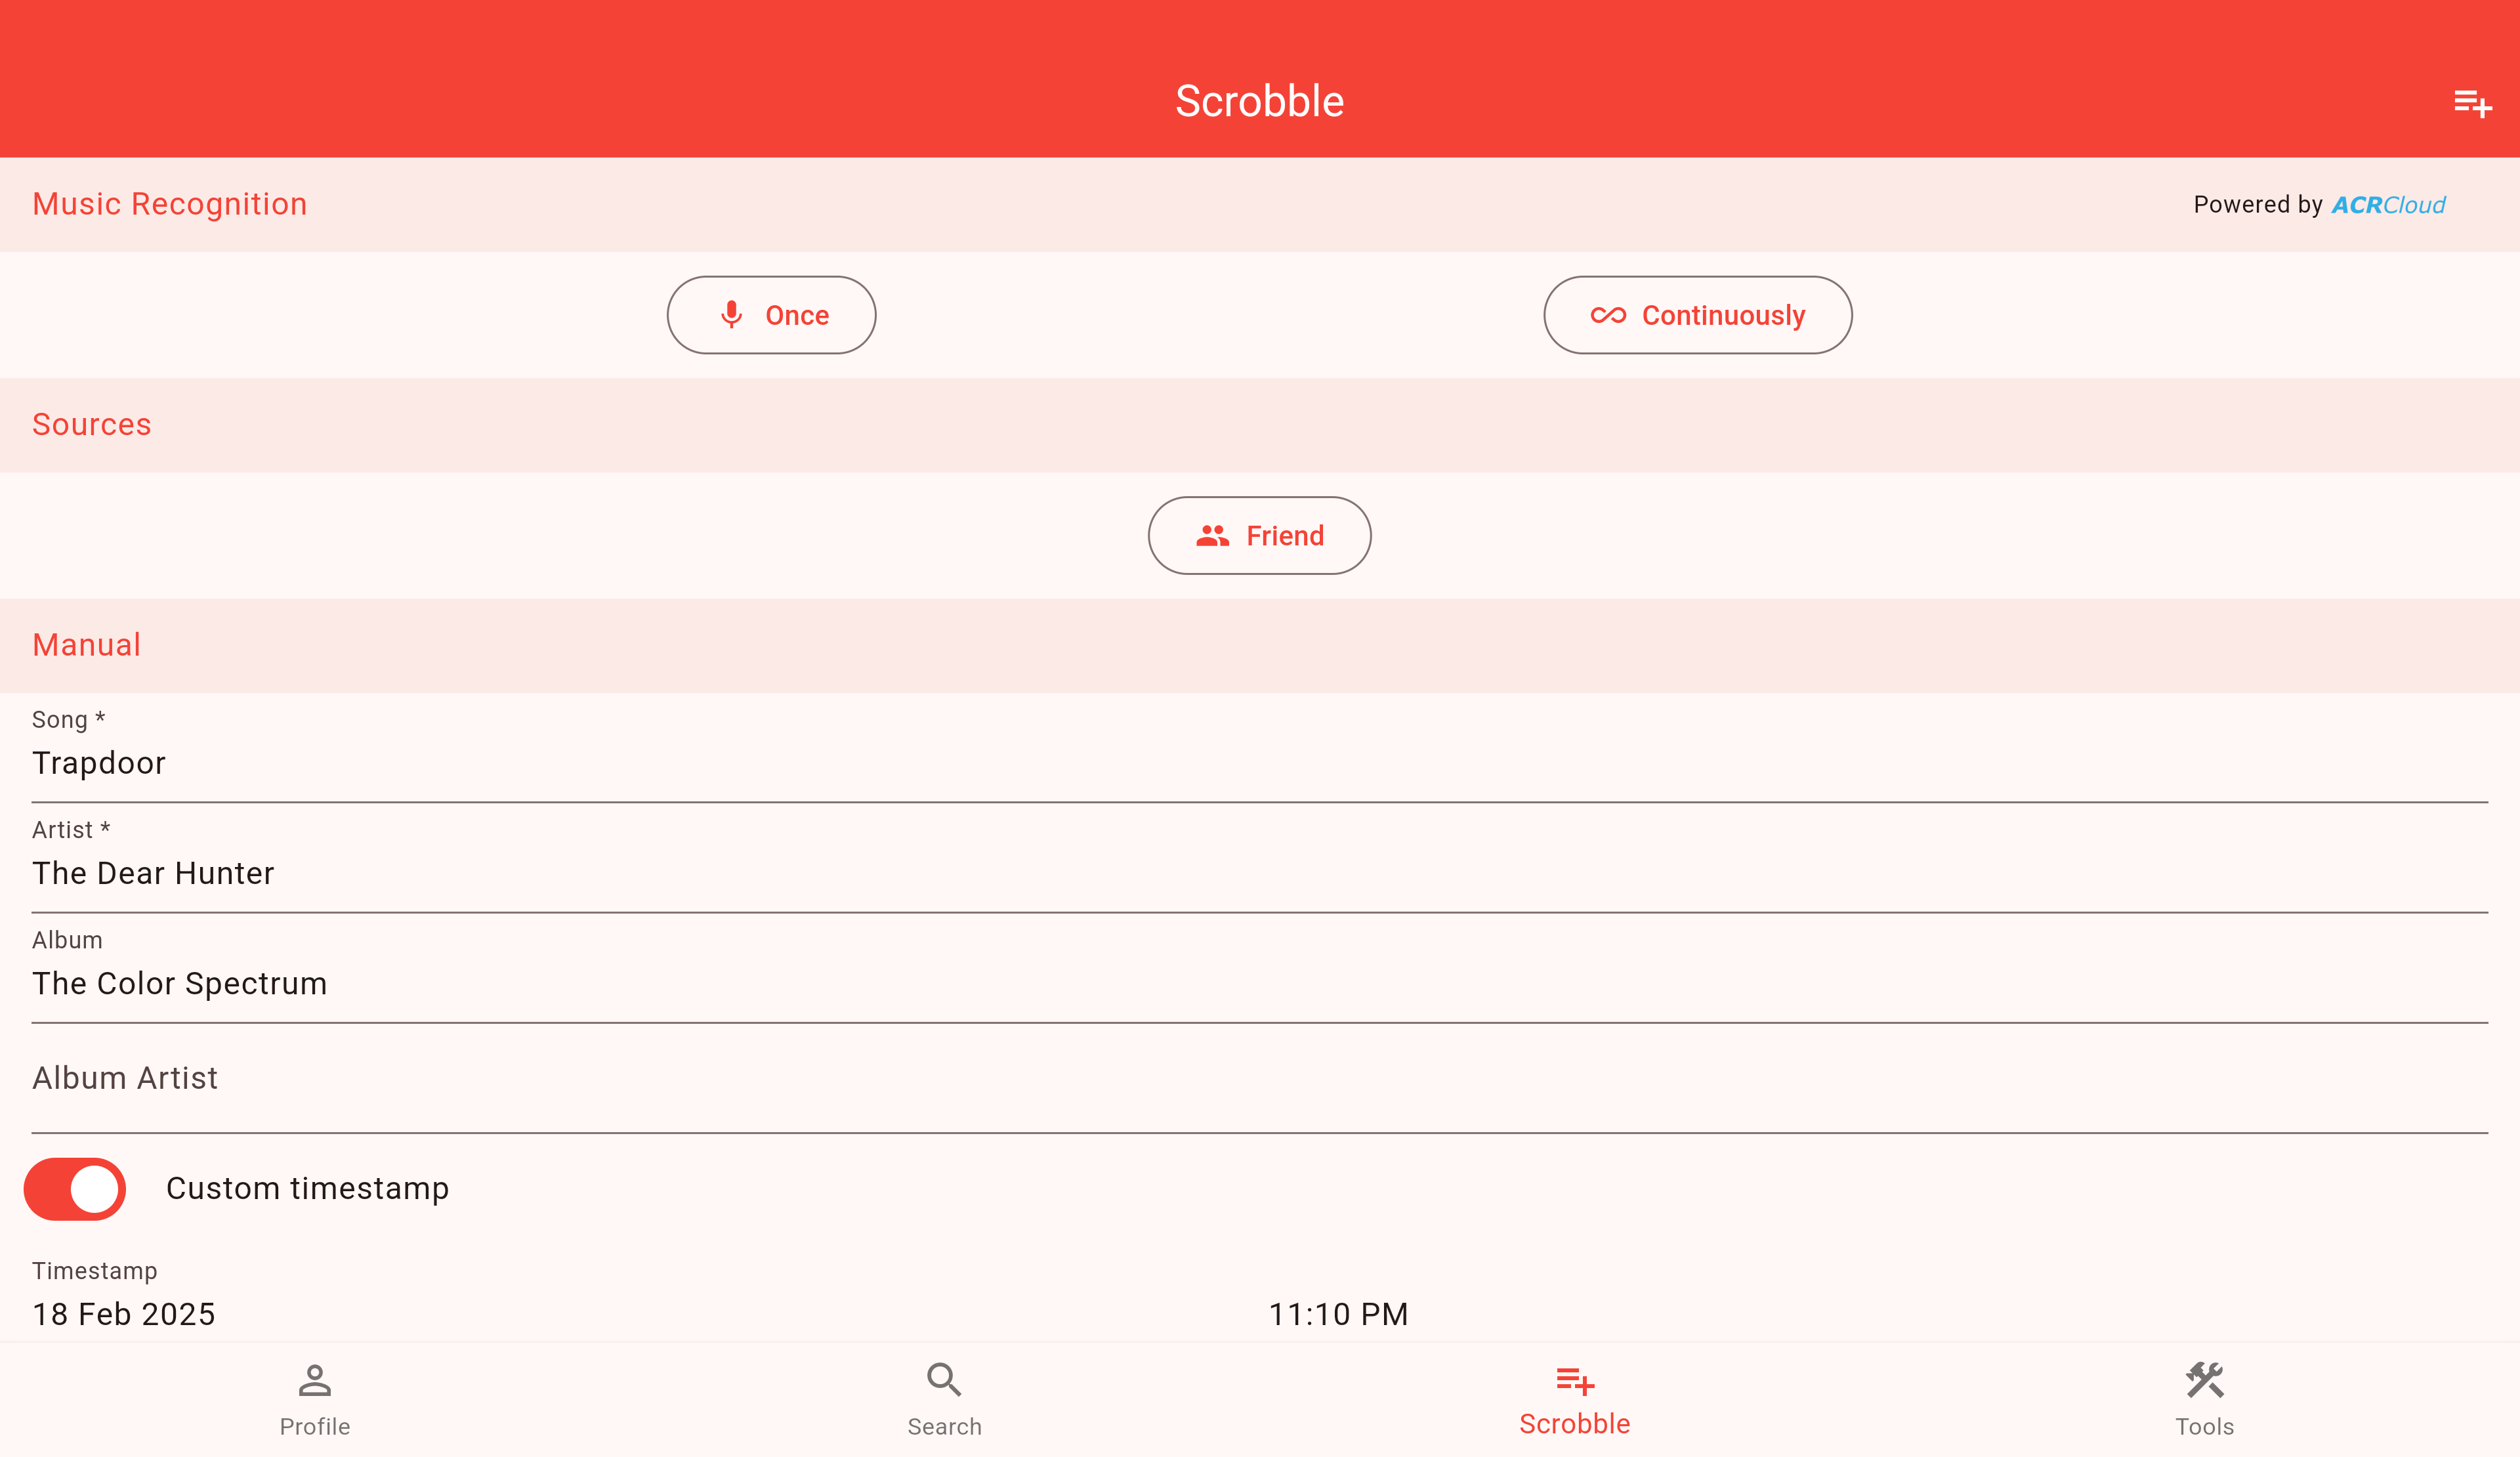 Scrobble
Music Recognition
Powered by ACRCloud
Once
Continuously
Sources
Friend
Manual
Song *
Trapdoor
Artist *
The Dear Hunter
Album
The Color Spectrum
Album Artist
Custom timestamp
Timestamp
18 Feb 2025 11:10 PM
Profile Search Scrobble Tools